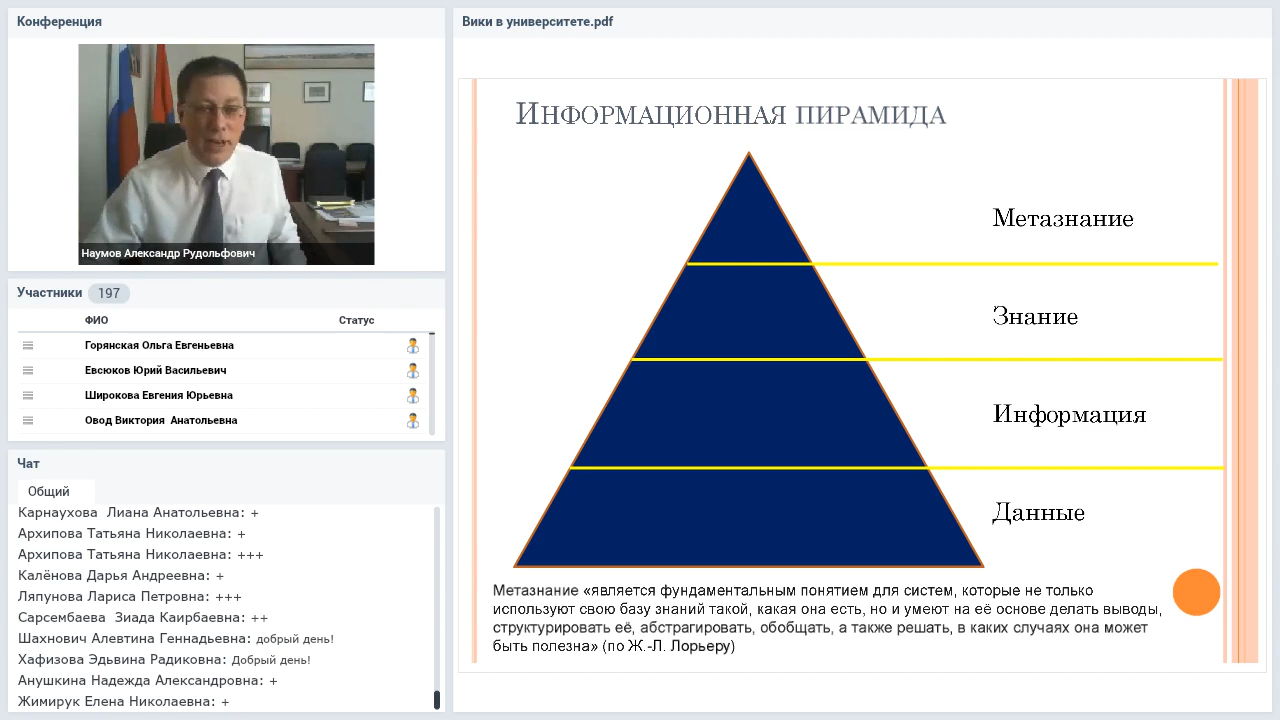 Конференция
Наумов Александр Рудольфович
Участники 197
ФИО Статус
Горянская Ольга Евгеньевна
Евсюков Юрий Васильевич
Широкова Евгения Юрьевна
Овод Виктория Анатольевна
Чат
Общий
Карнаухова Лиана Анатольевна: +
Архипова Татьяна Николаевна: +
Архипова Татьяна Николаевна: +++
Калёнова Дарья Андреевна: +
Ляпунова Лариса Петровна: +++
Сарсембаева Зиада Каирбаевна: ++
Шахнович Алевтина Геннадьевна: добрый день!
Хафизова Эдьвина Радиковна: Добрый день!
Анушкина Надежда Александровна: +
Жимирук Елена Николаевна: +
Вики в университете.pdf
Информационная пирамида
Метазнание
Знание
Информация
Данные
Метазнание «является фундаментальным понятием для систем, которые не только
используют свою базу знаний такой, какая она есть, но и умеют на её основе делать выводы,
структурировать её, абстрагировать, обобщать, а также решать, в каких случаях она может
быть полезна» (по Ж.-Л. Лорьеру)